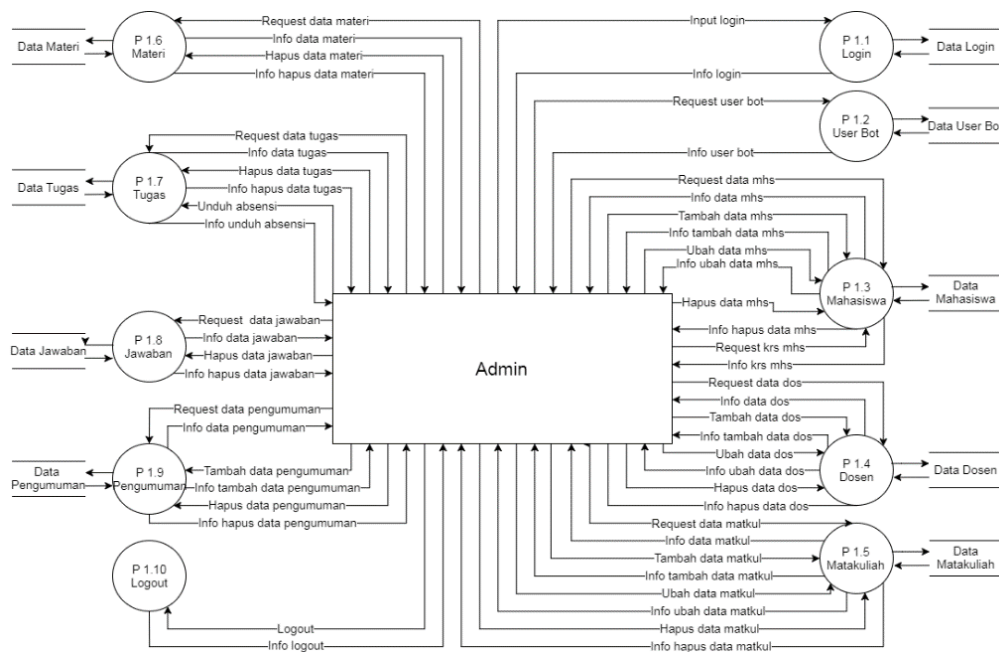 Request data materi
Info data materi
Hapus data materi
Info hapus data materi
Data Materi
P 1.6
Materi
Input login
Info login
P 1.1
Login
Data Login
Request user bot
Info user bot
P 1.2
User Bot
Data User Bot
Request data tugas
Info data tugas
Hapus data tugas
Info hapus data tugas
Unduh absensi
Info unduh absensi
Data Tugas
P 1.7
Tugas
Request data mhs
Info data mhs
Tambah data mhs
Info tambah data mhs
Ubah data mhs
Info ubah data mhs
Hapus data mhs
Info hapus data mhs
Request krs mhs
Info krs mhs
P 1.3
Mahasiswa
Data
Mahasiswa
Request data jawaban
Info data jawaban
Hapus data jawaban
Info hapus data jawaban
Data Jawaban
P 1.8
Jawaban
Admin
Request data dos
Info data dos
Tambah data dos
Info tambah data dos
Ubah data dos
Info ubah data dos
Hapus data dos
Info hapus data dos
P 1.4
Dosen
Data Dosen
Request data pengumuman
Info data pengumuman
Tambah data pengumuman
Info tambah data pengumuman
Hapus data pengumuman
Info hapus data pengumuman
Data
Pengumuman
P 1.9
Pengumuman
Request data matkul
Info data matkul
Tambah data matkul
Info tambah data matkul
Ubah data matkul
Info ubah data matkul
Hapus data matkul
Info hapus data matkul
P 1.5
Matakuliah
Data
Matakuliah
P 1.10
Logout
Logout
Info logout